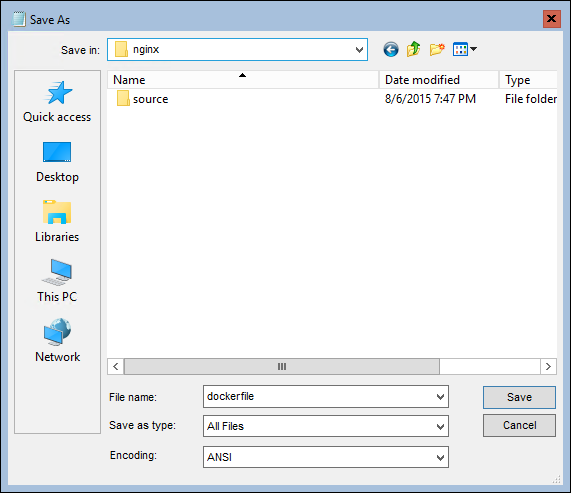 Save As
Save in: nginx
Name Date modified Type
source 8/6/2015 7:47 PM File folder
Quick access
Desktop
Libraries
This PC
Network
File name: dockerfile Save
Save as type: All Files Cancel
Encoding: ANSI